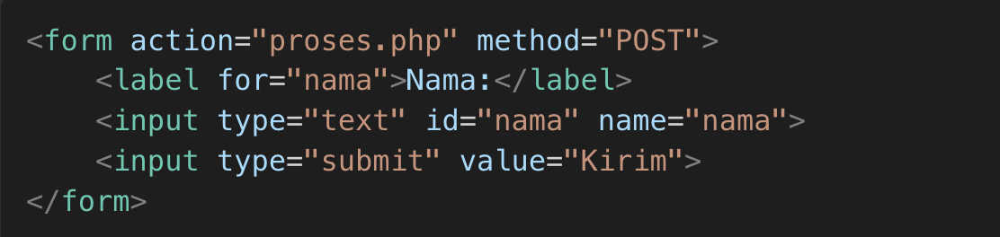 <form action="proses.php" method="POST">
    <label for="nama">Nama:</label>
    <input type="text" id="nama" name="nama">
    <input type="submit" value="Kirim">
</form>